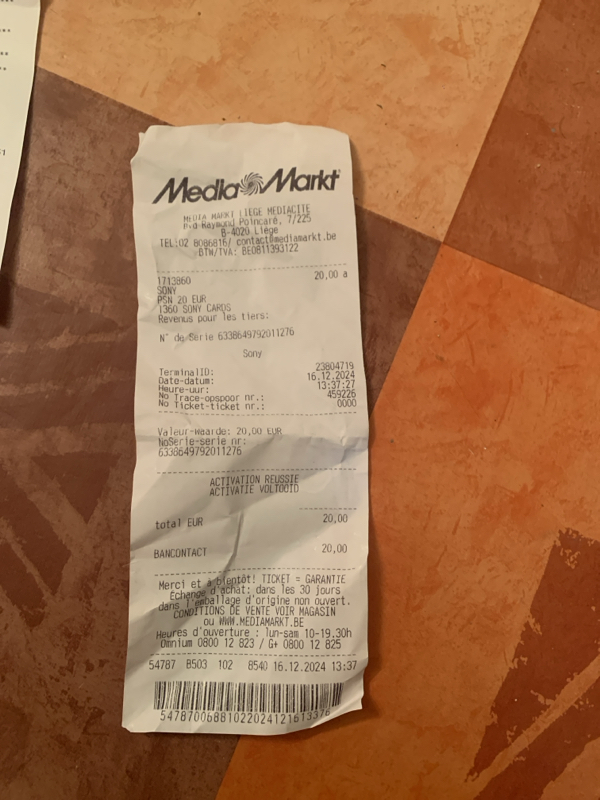 Media Markt
MEDIA MARKT LIEGE MEDIACITE
Raymond Poincaré, 7/225
B-4020 Liège
TEL:02 8086816/ contact@mediamarkt.be
BTW/TVA: BE0811393122
1713860 20,00 a
SONY
PSN 20 EUR
1360 SONY CARDS
Revenus pour les tiers:
N° de Série 6338649792011276
Sony
TerminalID: 23804719
Date-datum: 16.12.2024
Heure-uur: 13:37:27
No Trace-opspoor nr.: 459226
No Ticket-ticket nr.: 0000
Valeur-waarde: 20,00 EUR
NoSerie-serie nr:
6338649792011276
ACTIVATION REUSSIE
ACTIVATIE VOLTOOID
total EUR 20,00
BANCONTACT 20,00
Merci et à bientôt! TICKET = GARANTIE
Echange d'achat: dans les 30 jours
dans l'emballage d'origine non ouvert.
CONDITIONS DE VENTE VOIR MAGASIN
ou WWW.MEDIAMARKT.BE
Heures d'ouverture : lun-sam 10-19.30h
Omnium 0800 12 823 / G+ 0800 12 825
54787 B503 102 8540 16.12.2024 13:37